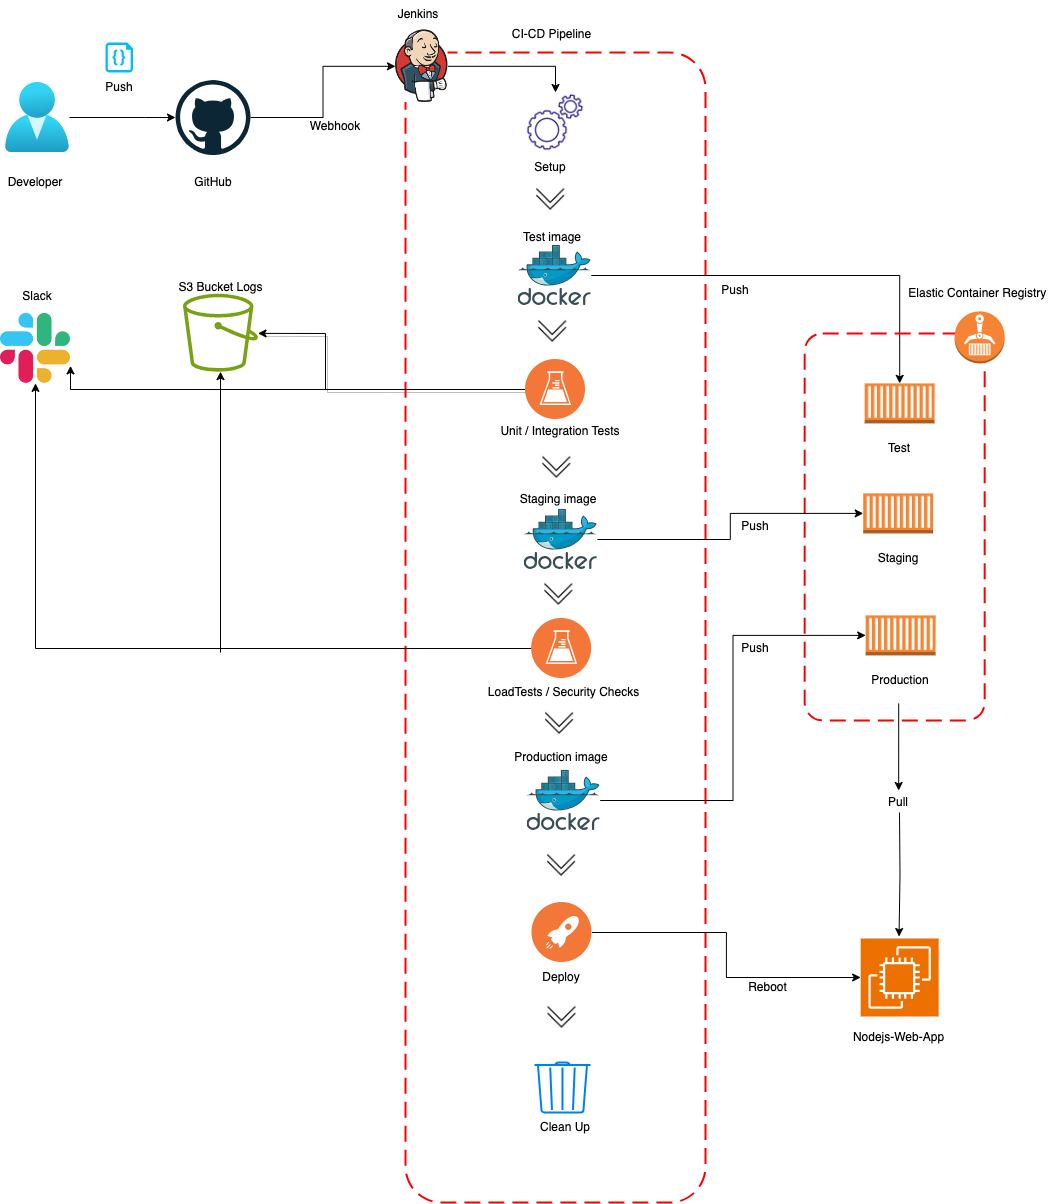 Jenkins
CI-CD Pipeline
Push
Webhook
Developer
GitHub
Setup
Test image
docker
Push
Elastic Container Registry
S3 Bucket Logs
Slack
Unit / Integration Tests
Test
Staging image
docker
Push
Staging
LoadTests / Security Checks
Push
Production
Production image
docker
Pull
Deploy
Reboot
Nodejs-Web-App
Clean Up